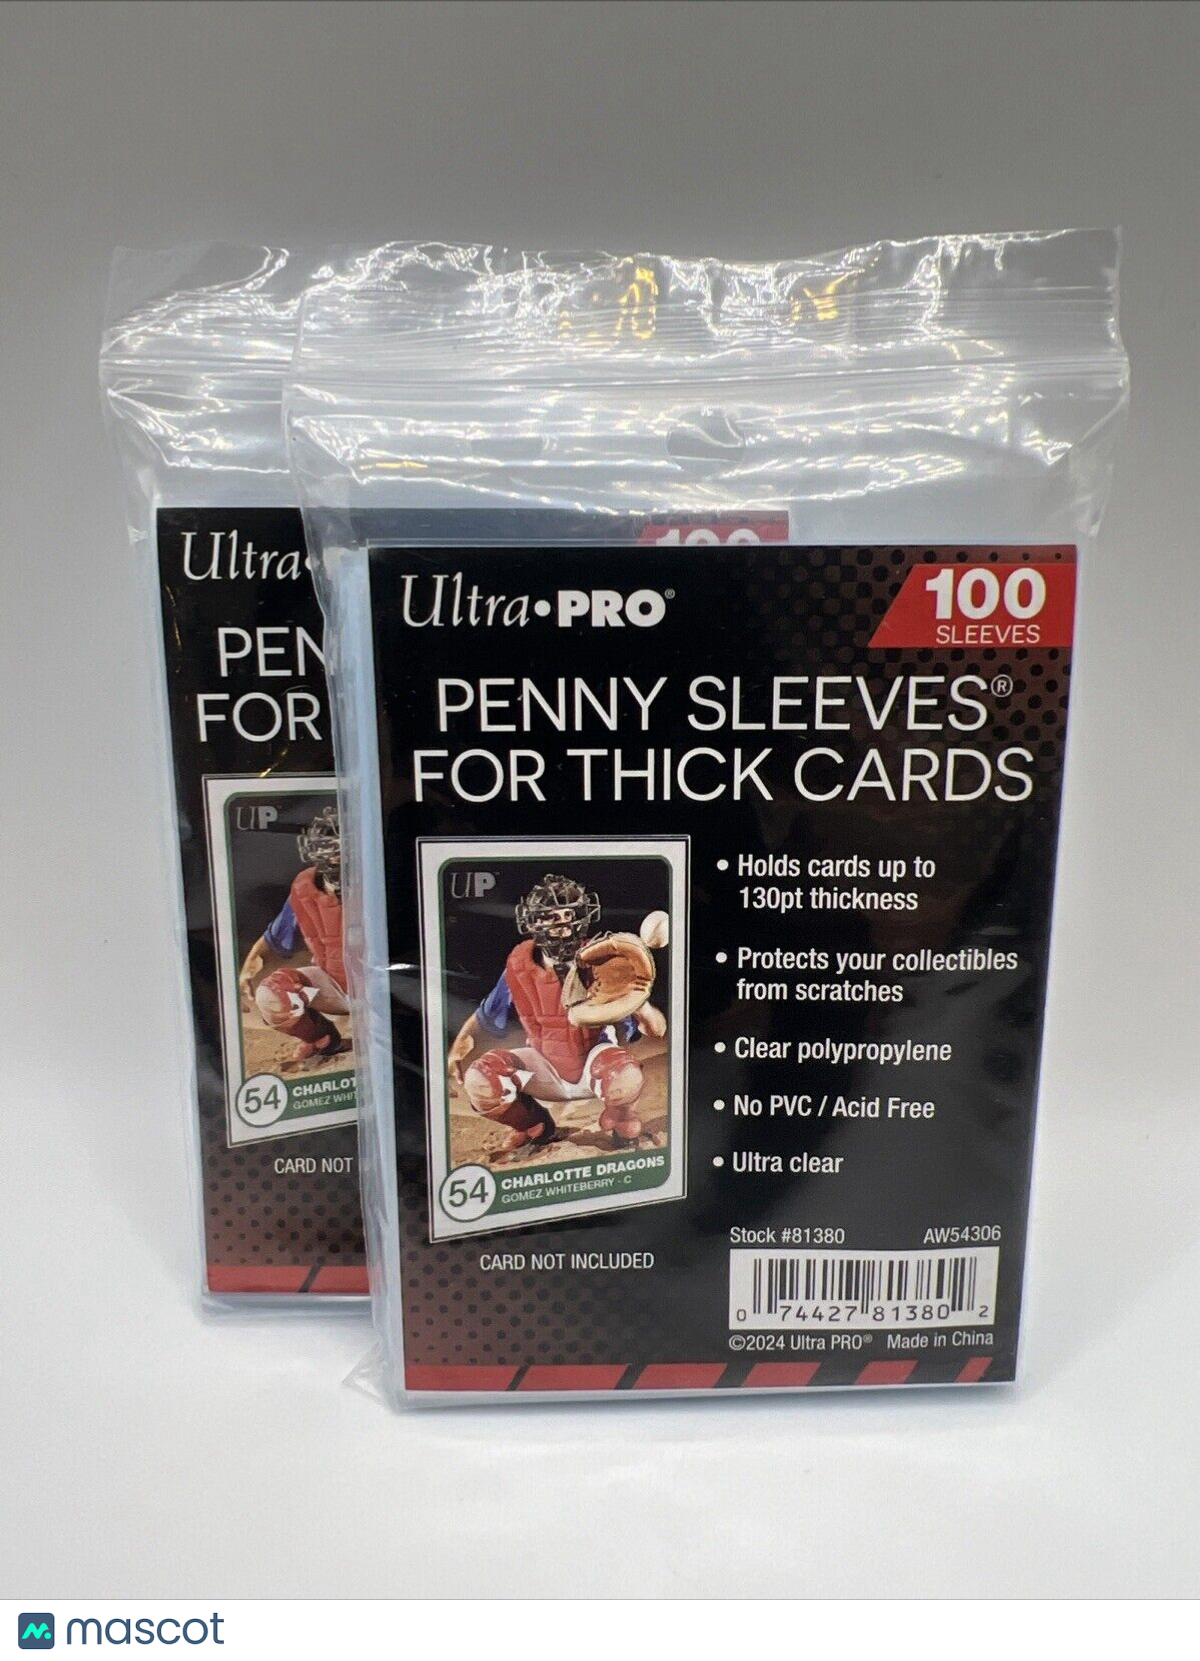 Ultra
PEN
FOR
UP
54
CHARLOT
GOMEZ WHIT
CARD NOT
100
Ultra•PRO®
100
SLEEVES
PENNY SLEEVES®
FOR THICK CARDS
UP
54
CHARLOTTE DRAGONS
GOMEZ WHITEBERRY - C
CARD NOT INCLUDED
• Holds cards up to
130pt thickness
• Protects your collectibles
from scratches
• Clear polypropylene
• No PVC / Acid Free
• Ultra clear
Stock #81380 AW54306
0 74427 81380 2
©2024 Ultra PRO® Made in China
mascot